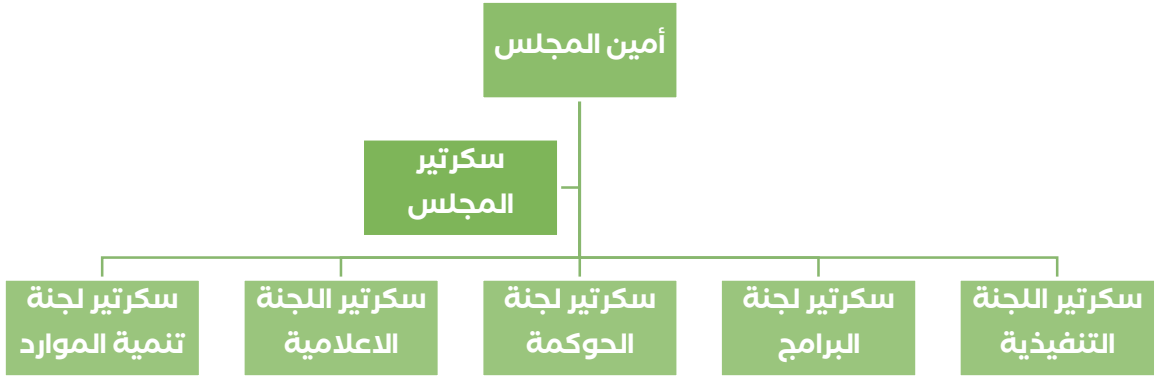 أمين المجلس
سكرتير
المجلس
سكرتير اللجنة
التنفيذية
سكرتير لجنة
البرامج
سكرتير لجنة
الحوكمة
سكرتير اللجنة
الاعلامية
سكرتير لجنة
تنمية الموارد